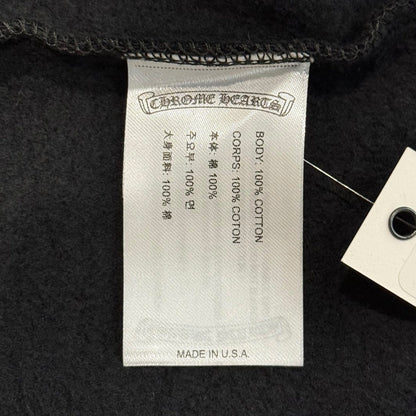 CHROME HEARTS
BODY: 100% COTTON
CORPS: 100% COTON
本体: 綿 100%
주요부: 100% 면
大身面料: 100% 棉
MADE IN U.S.A.